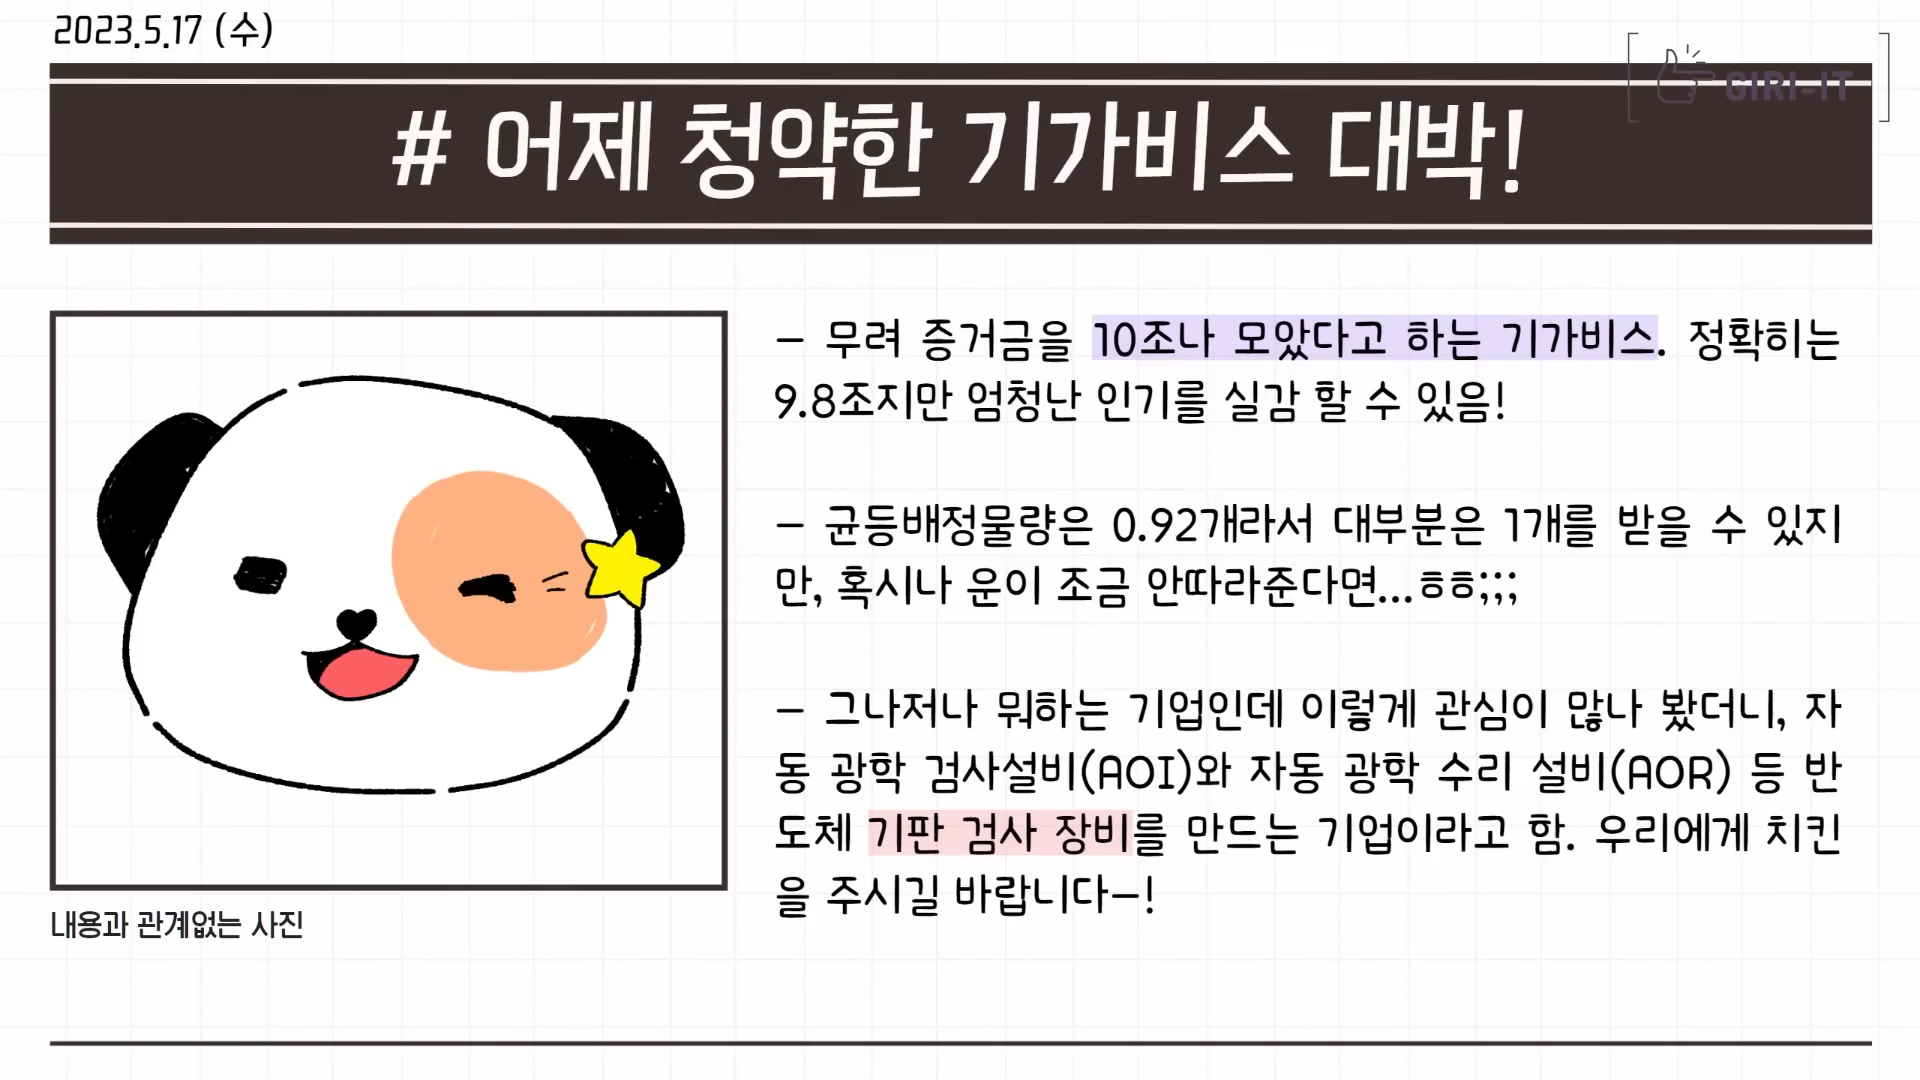 2023.5.17 (수)
GIRI-IT
# 어제 청약한 기가비스 대박!
– 무려 증거금을 10조나 모았다고 하는 기가비스. 정확히는
9.8조지만 엄청난 인기를 실감 할 수 있음!
– 균등배정물량은 0.92개라서 대부분은 1개를 받을 수 있지
만, 혹시나 운이 조금 안따라준다면...ㅎㅎ;;;
– 그나저나 뭐하는 기업인데 이렇게 관심이 많나 봤더니, 자
동 광학 검사설비(AOI)와 자동 광학 수리 설비(AOR) 등 반
도체 기판 검사 장비를 만드는 기업이라고 함. 우리에게 치킨
을 주시길 바랍니다–!
내용과 관계없는 사진